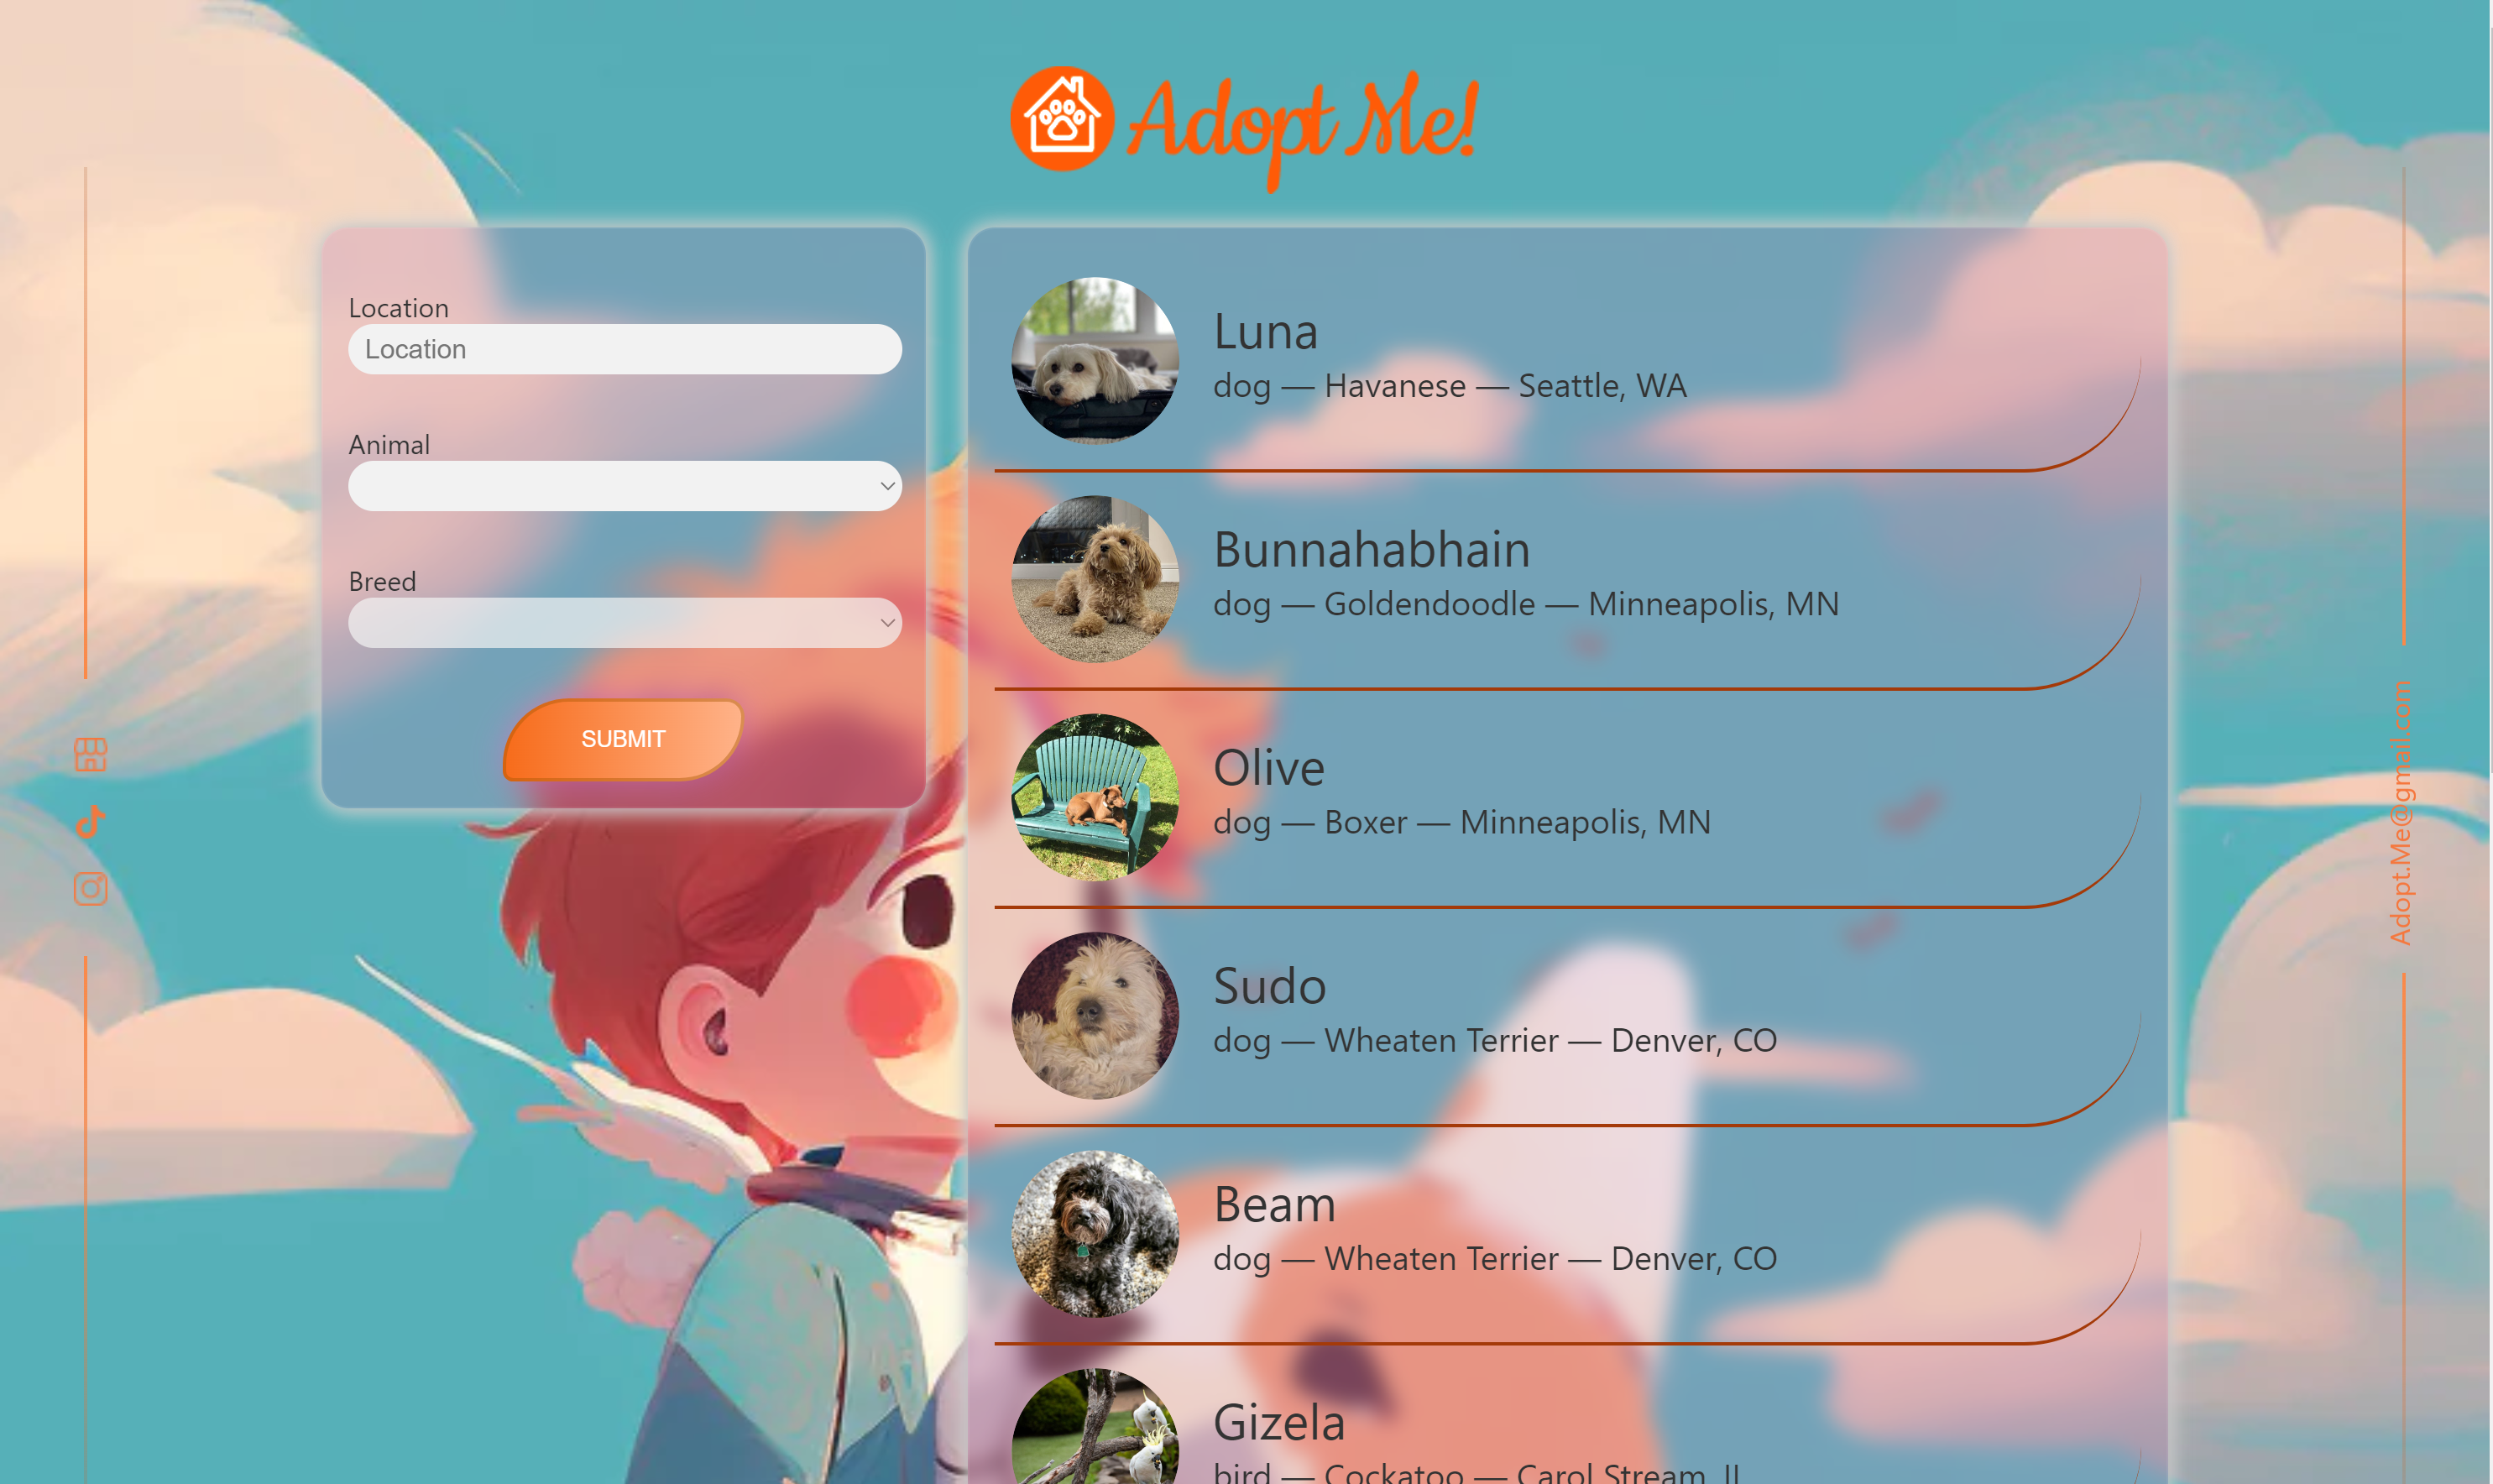 Adopt Me!
Location
Location
Animal
Breed
SUBMIT
Luna
dog — Havanese — Seattle, WA
Bunnahabhain
dog — Goldendoodle — Minneapolis, MN
Olive
dog — Boxer — Minneapolis, MN
Sudo
dog — Wheaten Terrier — Denver, CO
Beam
dog — Wheaten Terrier — Denver, CO
Gizela
bird — Cockatoo — Carol Stream, IL
Adopt.Me@gmail.com